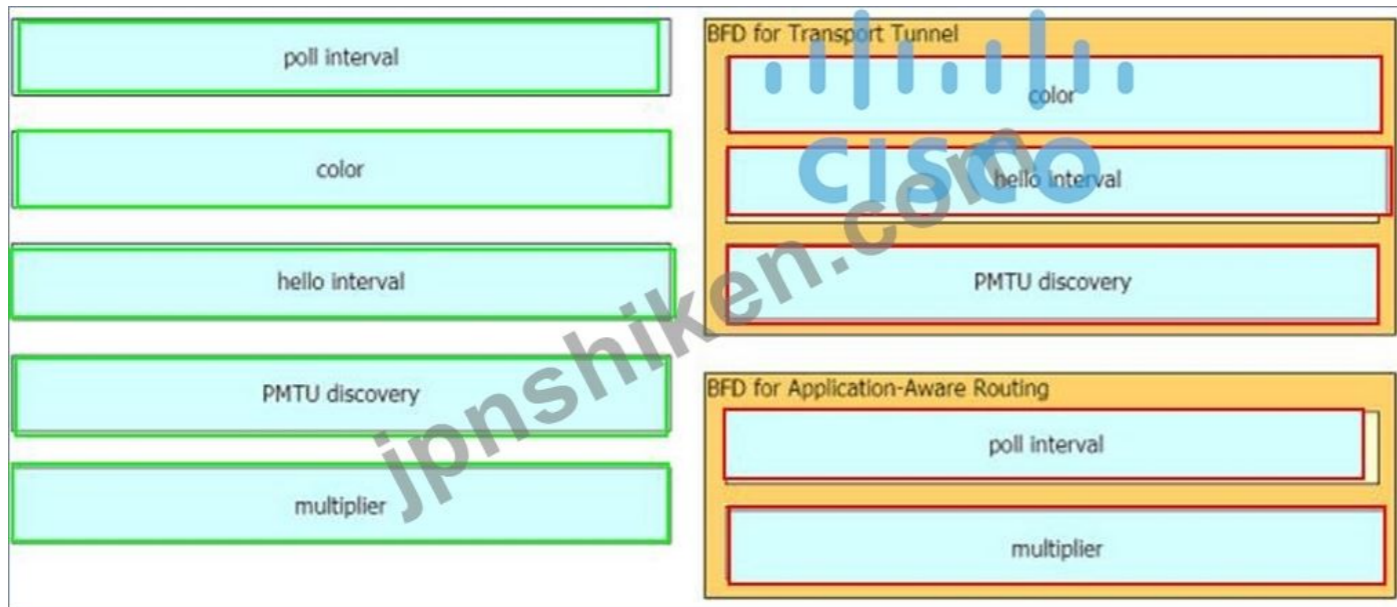 poll interval
color
hello interval
PMTU discovery
multiplier
BFD for Transport Tunnel
color
hello interval
PMTU discovery
BFD for Application-Aware Routing
poll interval
multiplier
CISCO
jpnshiken.com